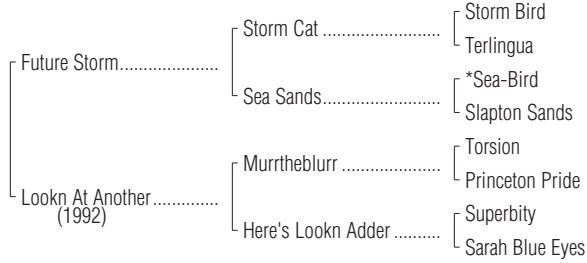 Storm Bird
Storm Cat ......................
Terlingua
Future Storm.....................
*Sea-Bird
Sea Sands.........................
Slapton Sands
Torsion
Murrtheblurr .....................
Princeton Pride
Lookn At Another..............
(1992)
Superbity
Here's Lookn Adder ..........
Sarah Blue Eyes